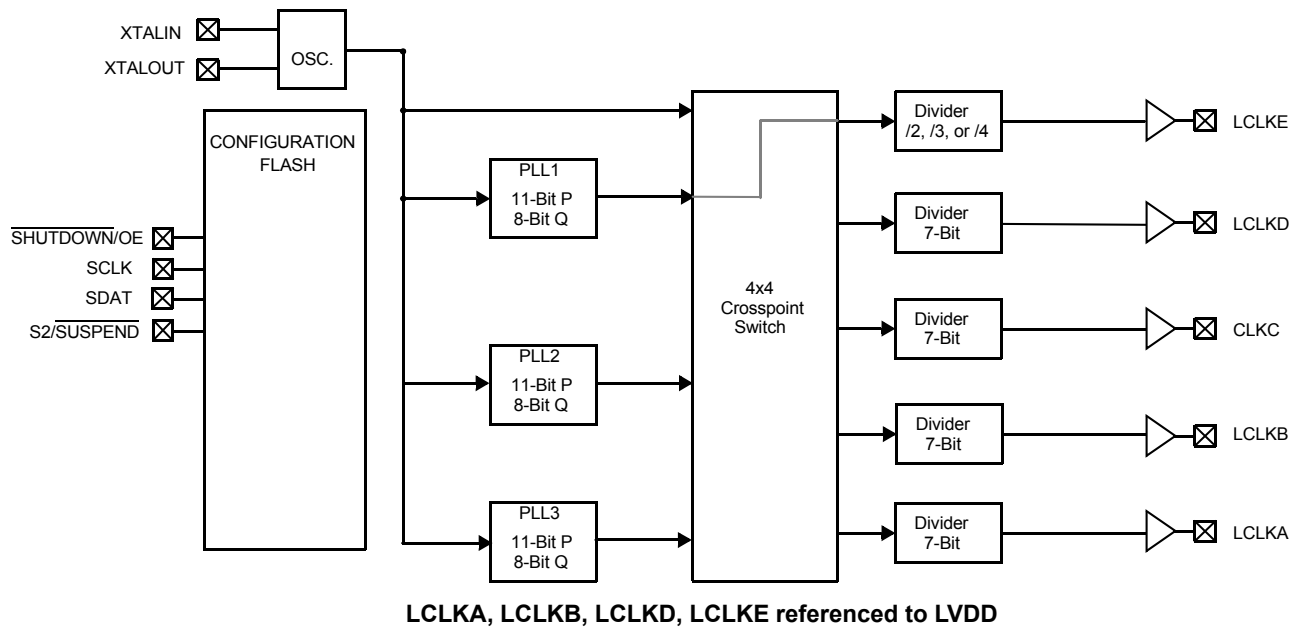 XTALIN
XTALOUT
OSC.
CONFIGURATION
FLASH
SHUTDOWN/OE
SCLK
SDAT
S2/SUSPEND
PLL1
11-Bit P
8-Bit Q
PLL2
11-Bit P
8-Bit Q
PLL3
11-Bit P
8-Bit Q
4x4
Crosspoint
Switch
Divider
/2, /3, or /4
LCLKE
Divider
7-Bit
LCLKD
Divider
7-Bit
CLKC
Divider
7-Bit
LCLKB
Divider
7-Bit
LCLKA
LCLKA, LCLKB, LCLKD, LCLKE referenced to LVDD